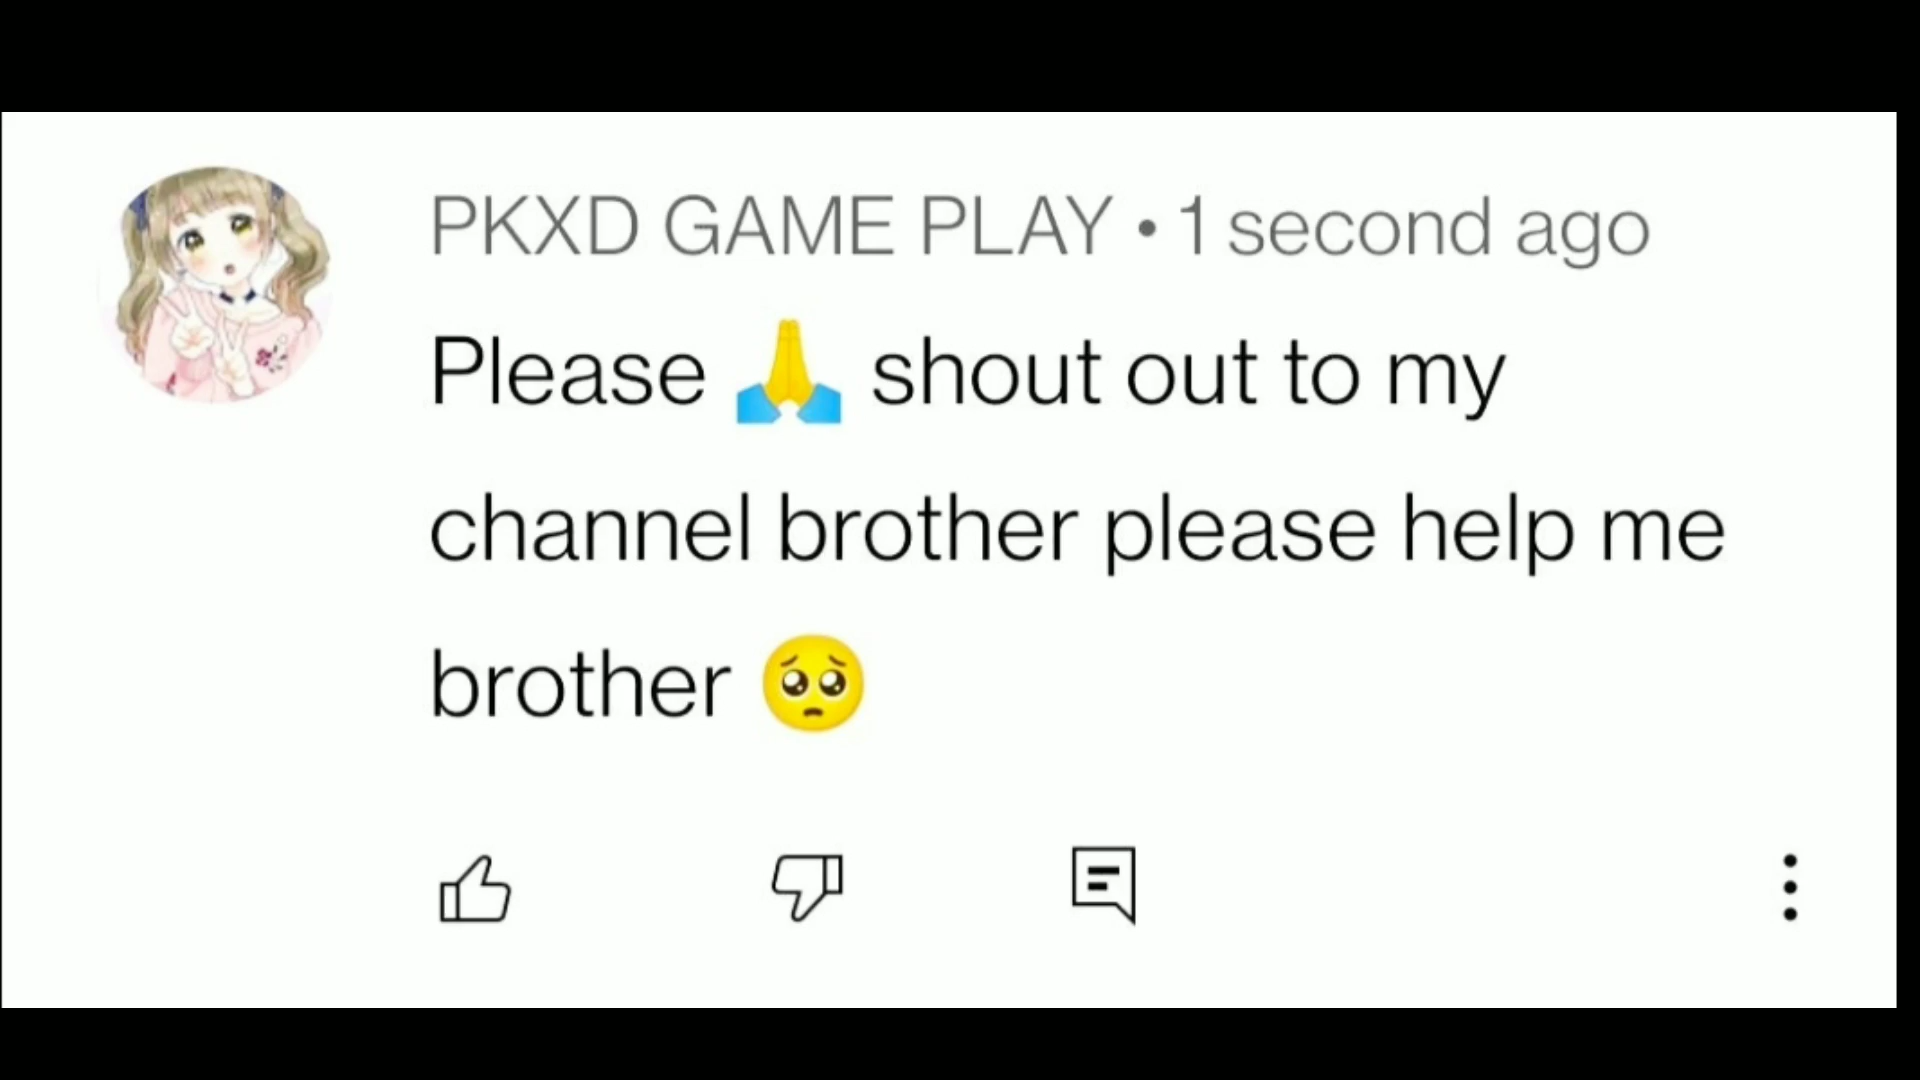 PKXD GAME PLAY • 1 second ago
Please 🙏 shout out to my
channel brother please help me
brother 🥺